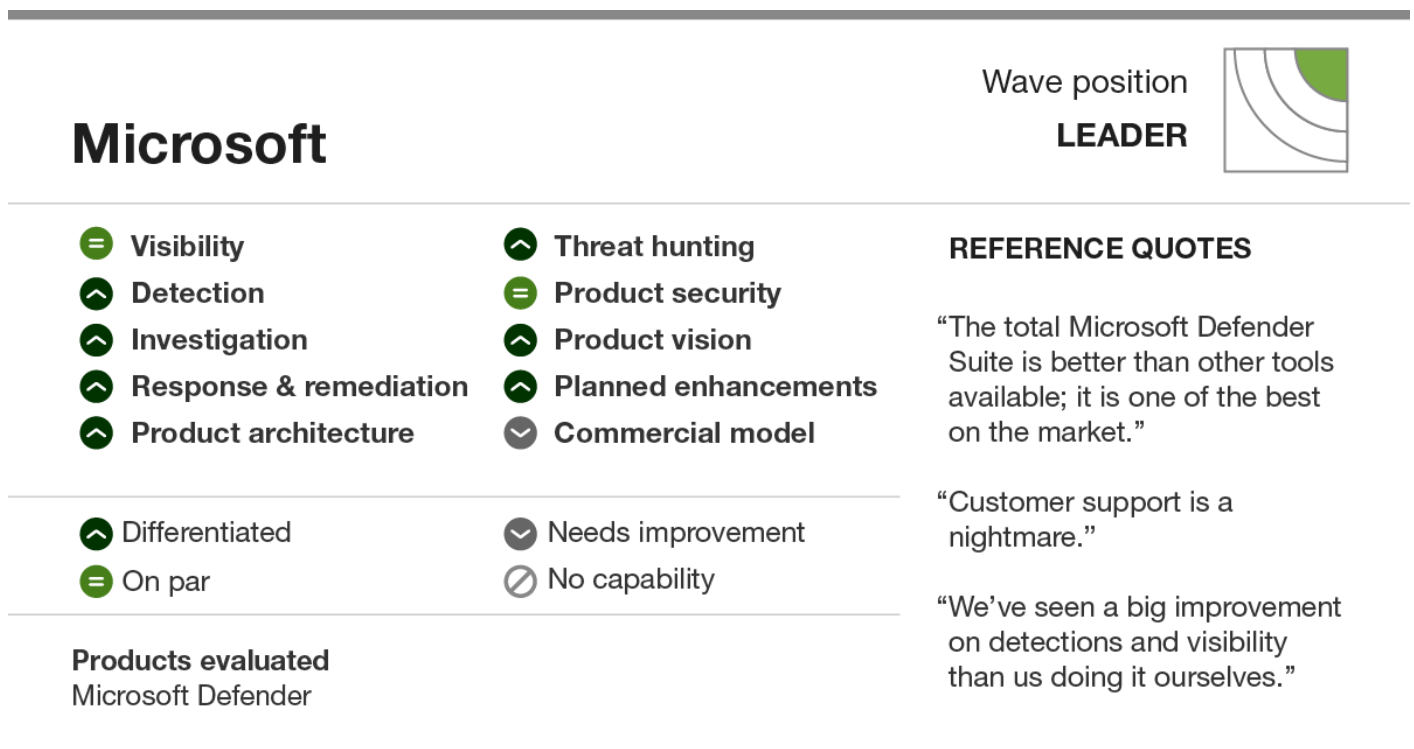 Wave position
LEADER
Microsoft
Visibility
Detection
Investigation
Response & remediation
Product architecture
Threat hunting
Product security
Product vision
Planned enhancements
Commercial model
Differentiated
On par
Needs improvement
No capability
Products evaluated
Microsoft Defender
REFERENCE QUOTES
“The total Microsoft Defender
Suite is better than other tools
available; it is one of the best
on the market.”
“Customer support is a
nightmare.”
“We’ve seen a big improvement
on detections and visibility
than us doing it ourselves.”